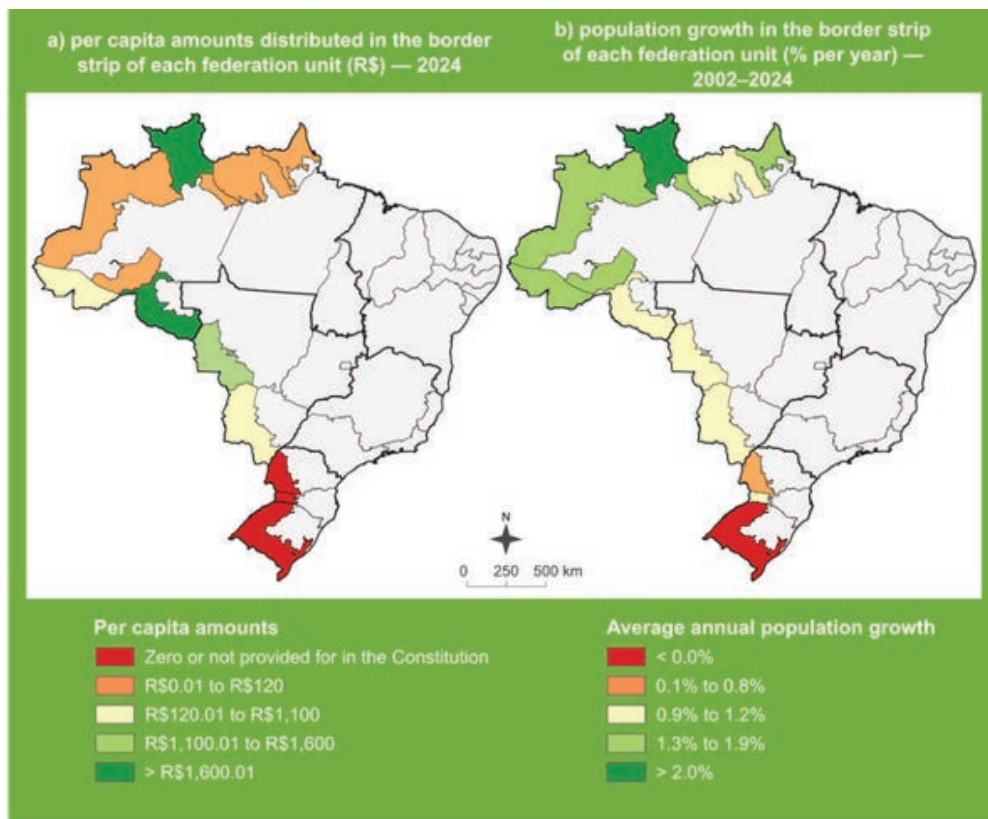 a) per capita amounts distributed in the border
strip of each federation unit (R$) — 2024
b) population growth in the border strip
of each federation unit (% per year) —
2002–2024
N
0 250 500 km
Per capita amounts
Zero or not provided for in the Constitution
R$0.01 to R$120
R$120.01 to R$1,100
R$1,100.01 to R$1,600
> R$1,600.01
Average annual population growth
< 0.0%
0.1% to 0.8%
0.9% to 1.2%
1.3% to 1.9%
> 2.0%